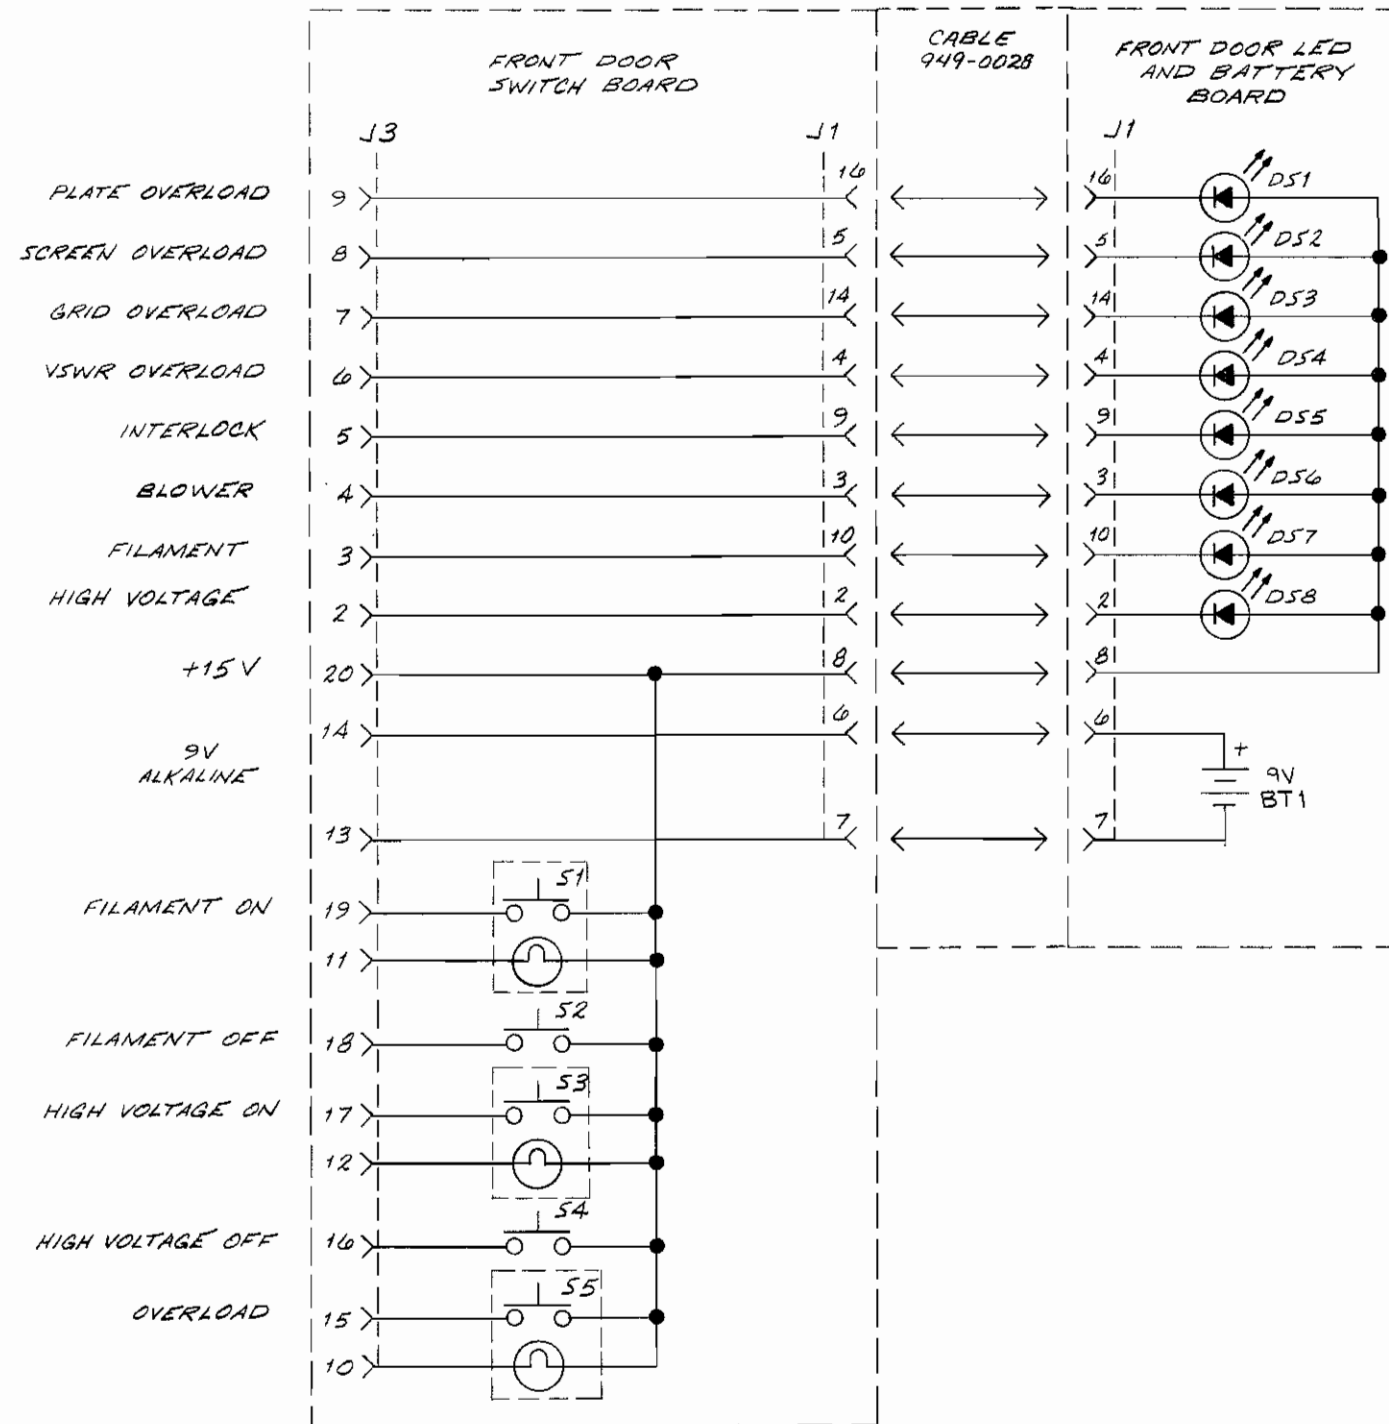 FRONT DOOR
SWITCH BOARD
CABLE
949-0028
FRONT DOOR LED
AND BATTERY
BOARD
J3
J1
J1
PLATE OVERLOAD 9 16 16 DS1
SCREEN OVERLOAD 8 5 5 DS2
GRID OVERLOAD 7 14 14 DS3
VSWR OVERLOAD 6 4 4 DS4
INTERLOCK 5 9 9 DS5
BLOWER 4 3 3 DS6
FILAMENT 3 10 10 DS7
HIGH VOLTAGE 2 2 2 DS8
+15 V 20 8 8
14 6 6
9V
ALKALINE
+
9V
BT1
13 7 7
S1
FILAMENT ON 19
11
S2
FILAMENT OFF 18
S3
HIGH VOLTAGE ON 17
12
S4
HIGH VOLTAGE OFF 16
S5
OVERLOAD 15
10